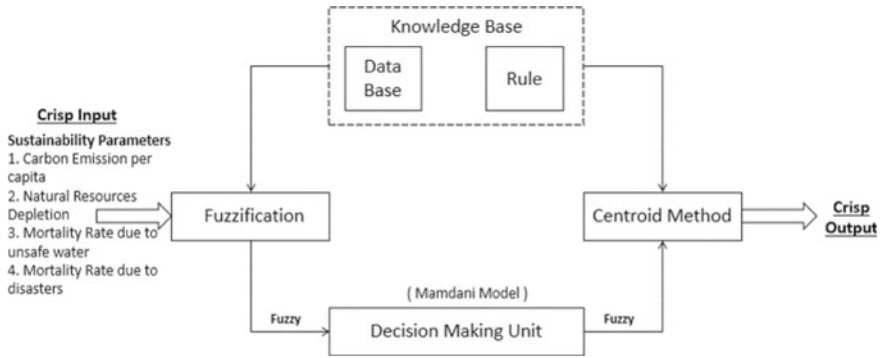 Knowledge Base
Data
Base
Rule
Crisp Input
Sustainability Parameters
1. Carbon Emission per
capita
2. Natural Resources
Depletion
3. Mortality Rate due to
unsafe water
4. Mortality Rate due to
disasters
Fuzzification
Centroid Method
Crisp
Output
( Mamdani Model )
Fuzzy
Decision Making Unit
Fuzzy